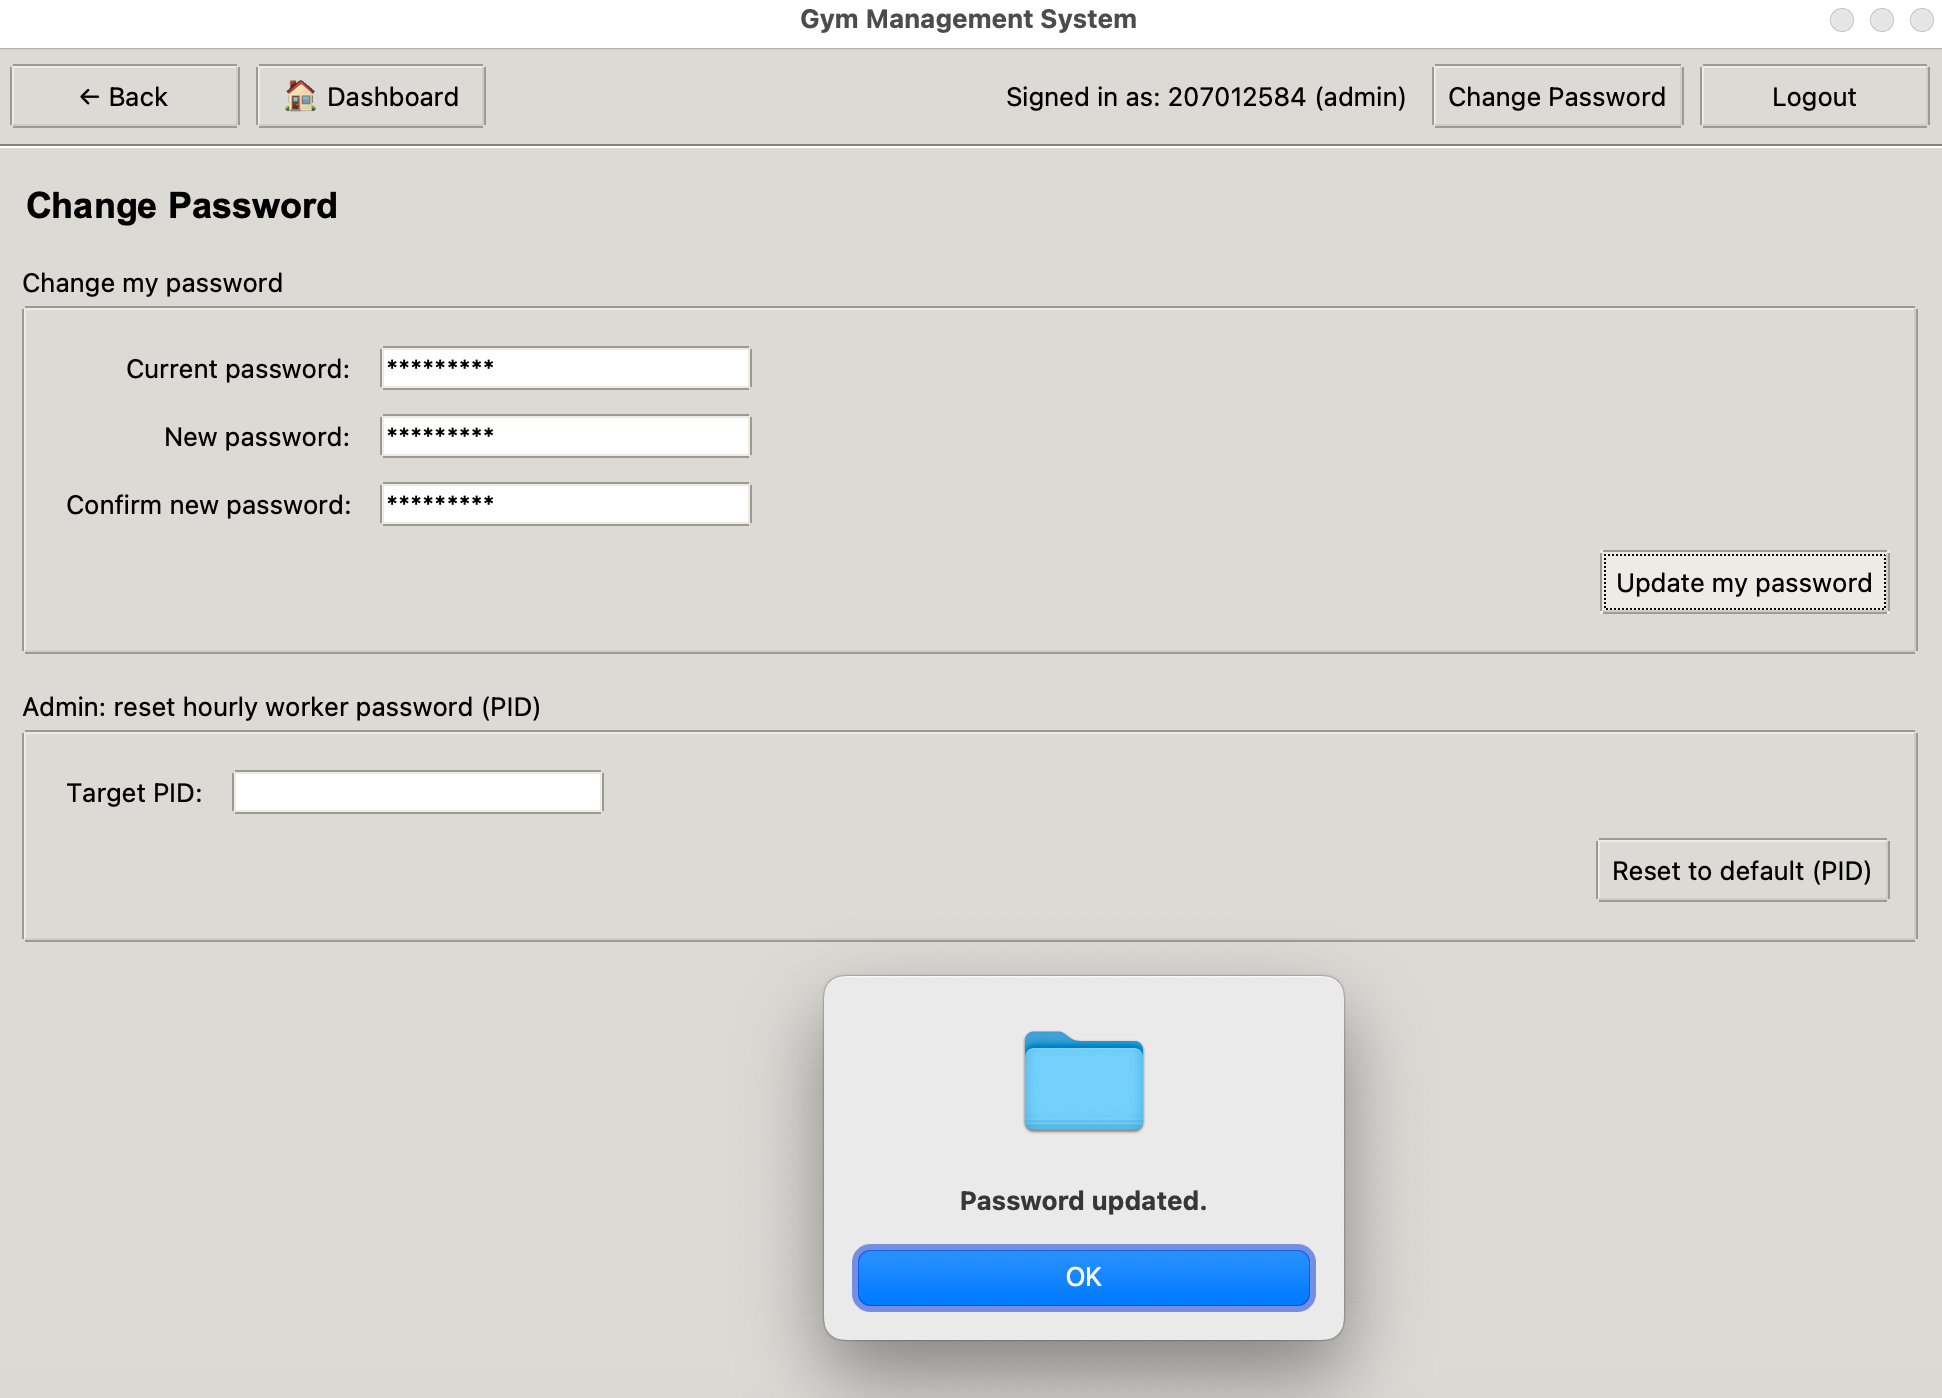 Gym Management System
← Back
🏠 Dashboard
Signed in as: 207012584 (admin)
Change Password
Logout
Change Password
Change my password
Current password: *********
New password: *********
Confirm new password: *********
Update my password
Admin: reset hourly worker password (PID)
Target PID:
Reset to default (PID)
Password updated.
OK